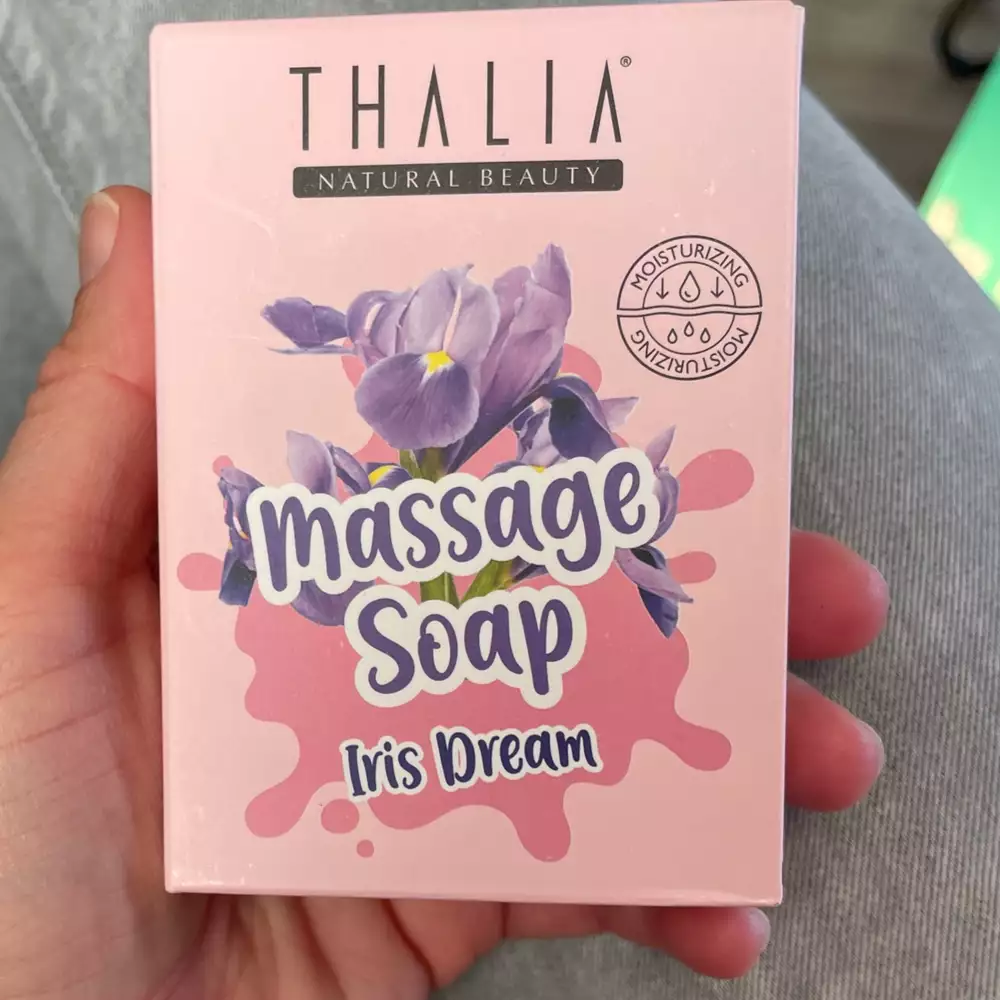 THALIA®
NATURAL BEAUTY
MOISTURIZING
MOISTURIZING
Massage
Soap
Iris Dream